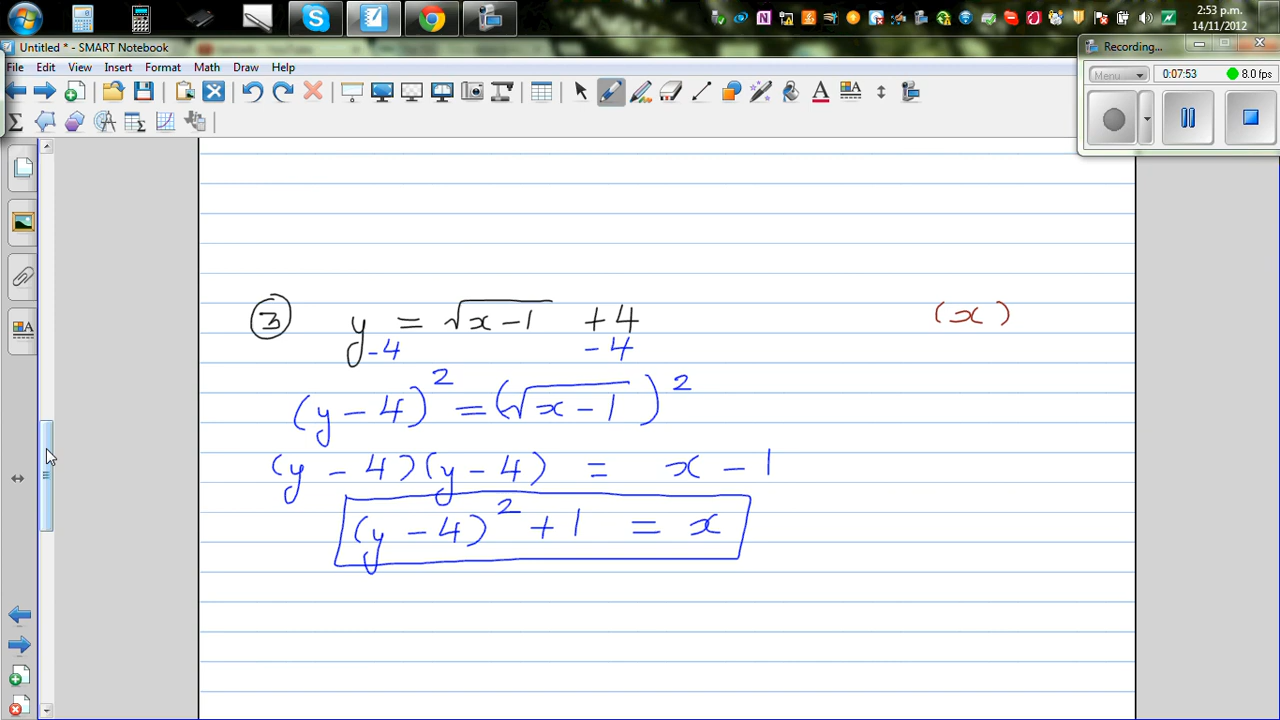 2:53 p.m.
14/11/2012
Untitled * - SMART Notebook
Recording...
File Edit View Insert Format Math Draw Help
Menu 0:07:53 8.0 fps
③ y = √x-1 + 4 (x)
-4 -4
(y - 4)² = (√x - 1)²
(y - 4)(y - 4) = x - 1
(y - 4)² + 1 = x